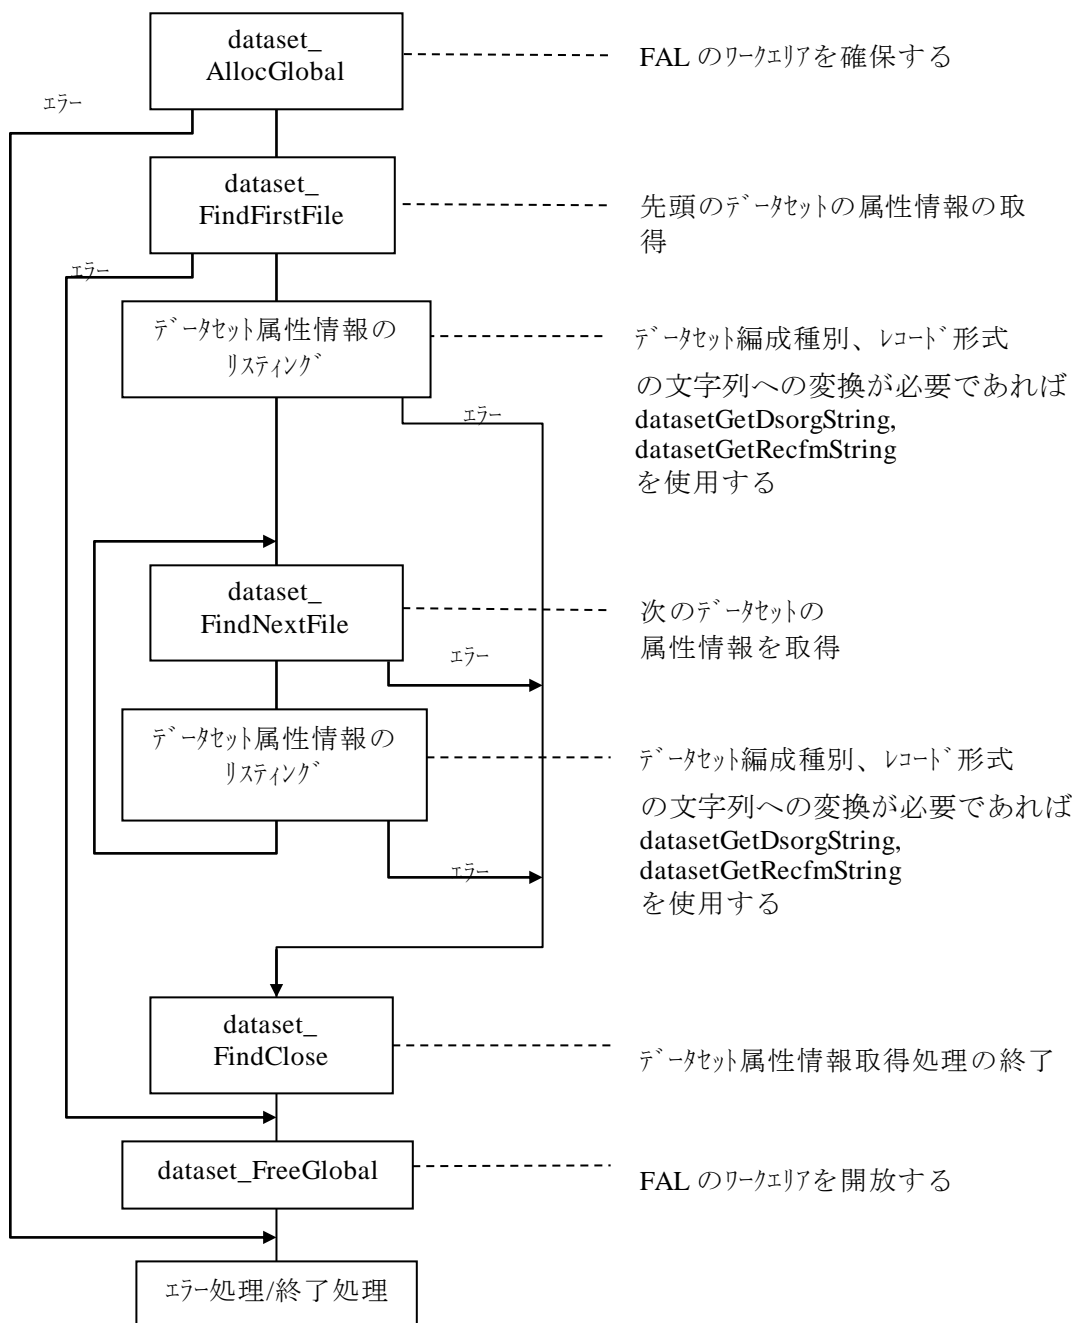 dataset_
AllocGlobal
FAL のﾜｰｸｴﾘｱを確保する
ｴﾗｰ
dataset_
FindFirstFile
先頭のﾃﾞｰﾀｾｯﾄの属性情報の取
得
ｴﾗｰ
ﾃﾞｰﾀｾｯﾄ属性情報の
ﾘｽﾃｨﾝｸﾞ
ﾃﾞｰﾀｾｯﾄ編成種別、ﾚｺｰﾄﾞ形式
の文字列への変換が必要であれば
datasetGetDsorgString,
datasetGetRecfmString
を使用する
ｴﾗｰ
dataset_
FindNextFile
次のﾃﾞｰﾀｾｯﾄの
属性情報を取得
ｴﾗｰ
ﾃﾞｰﾀｾｯﾄ属性情報の
ﾘｽﾃｨﾝｸﾞ
ﾃﾞｰﾀｾｯﾄ編成種別、ﾚｺｰﾄﾞ形式
の文字列への変換が必要であれば
datasetGetDsorgString,
datasetGetRecfmString
を使用する
ｴﾗｰ
dataset_
FindClose
ﾃﾞｰﾀｾｯﾄ属性情報取得処理の終了
dataset_FreeGlobal
FAL のﾜｰｸｴﾘｱを開放する
ｴﾗｰ処理/終了処理